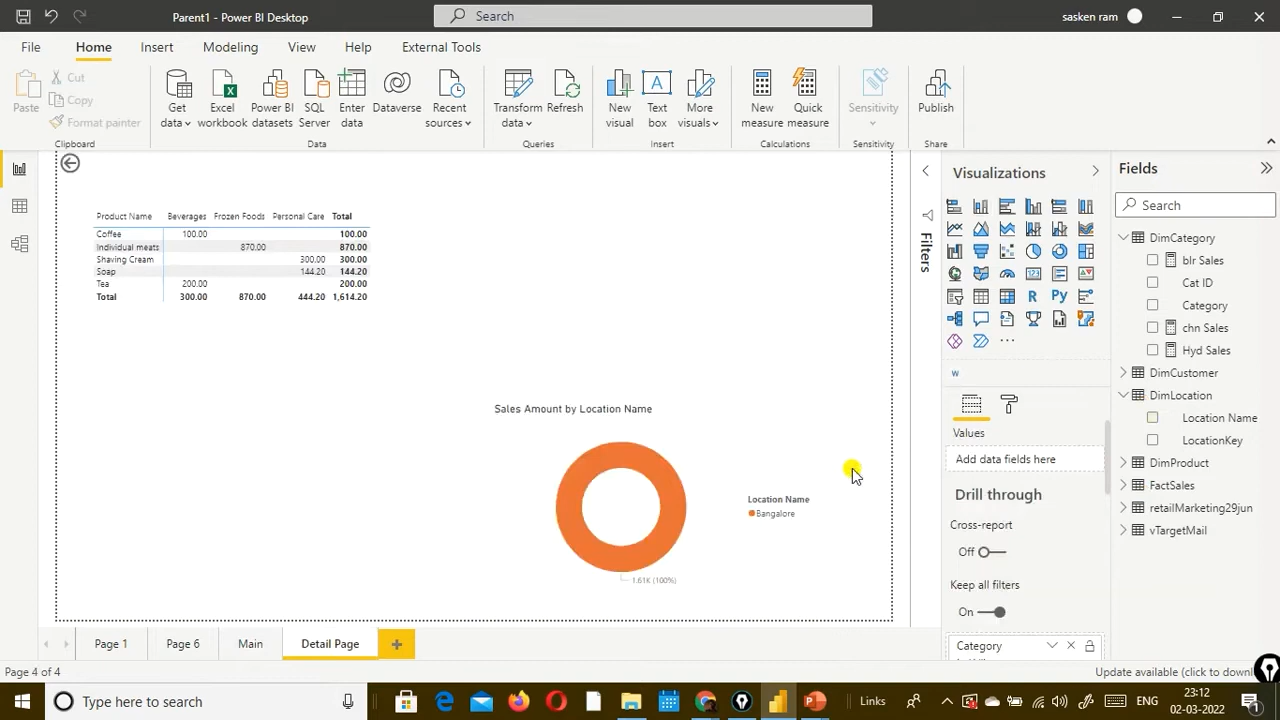 Parent1 - Power BI Desktop
Search
sasken ram
File
Home
Insert
Modeling
View
Help
External Tools
Paste
Cut
Copy
Format painter
Clipboard
Get data
Excel workbook
Power BI datasets
SQL Server
Enter data
Dataverse
Recent sources
Data
Transform data
Refresh
Queries
New visual
Text box
More visuals
Insert
New measure
Quick measure
Calculations
Sensitivity
Sensitivity
Publish
Share
Product Name Beverages Frozen Foods Personal Care Total
Coffee 100.00 100.00
Individual meats 870.00 870.00
Shaving Cream 300.00 300.00
Soap 144.20 144.20
Tea 200.00 200.00
Total 300.00 870.00 444.20 1,614.20
Sales Amount by Location Name
Location Name
Bangalore
1.61K (100%)
Filters
Visualizations
R
Py
W
Values
Add data fields here
Drill through
Cross-report
Off
Keep all filters
On
Category
Fields
Search
DimCategory
blr Sales
Cat ID
Category
chn Sales
Hyd Sales
DimCustomer
DimLocation
Location Name
LocationKey
DimProduct
FactSales
retailMarketing29jun
vTargetMail
Page 1
Page 6
Main
Detail Page
Page 4 of 4
Update available (click to downl
Type here to search
Links
ENG
23:12
02-03-2022
1